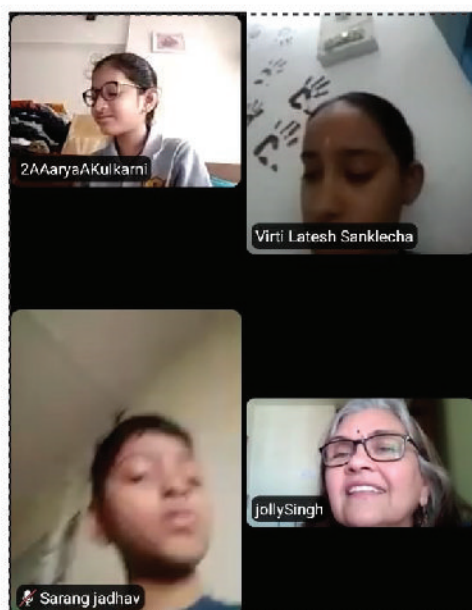 2AAaryaAKulkarni
Virti Latesh Sanklecha
Sarang jadhav
jollySingh